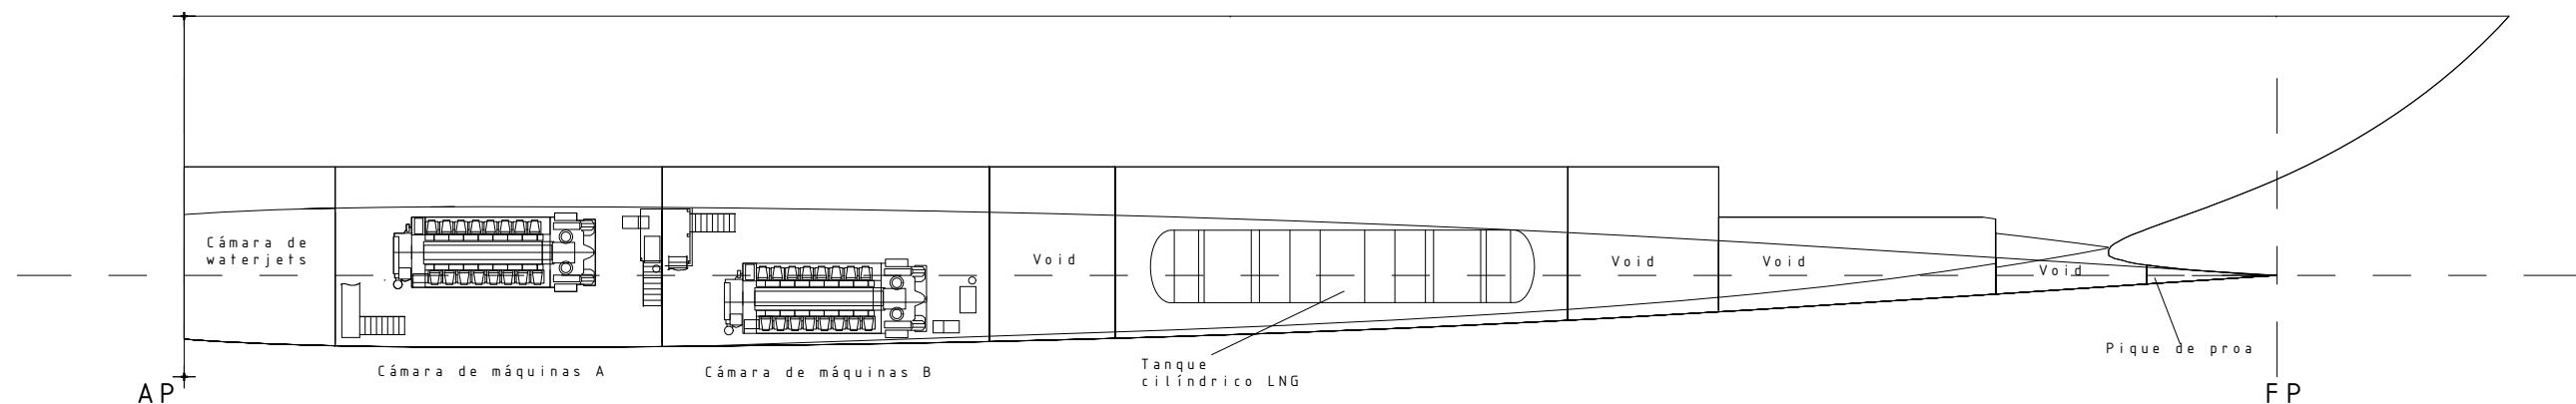 Cámara de
waterjets
Void
Void
Void
Void
Cámara de máquinas A
Cámara de máquinas B
Tanque
cilíndrico LNG
Pique de proa
AP
FP